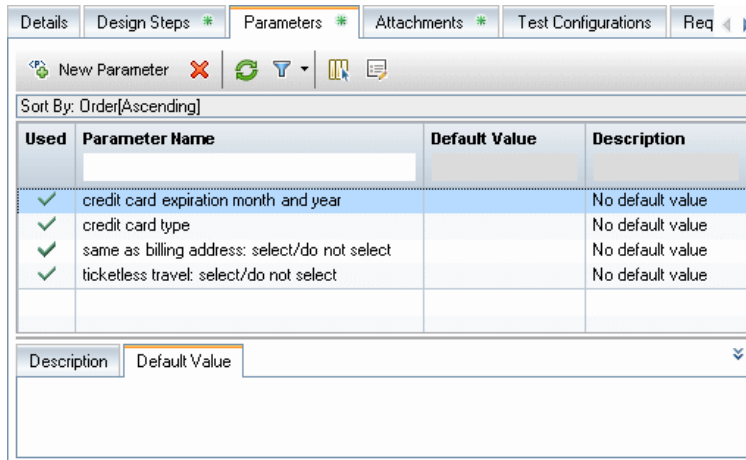 Details Design Steps * Parameters * Attachments * Test Configurations Req
New Parameter
Sort By: Order[Ascending]
Used Parameter Name Default Value Description
credit card expiration month and year No default value
credit card type No default value
same as billing address: select/do not select No default value
ticketless travel: select/do not select No default value
Description Default Value